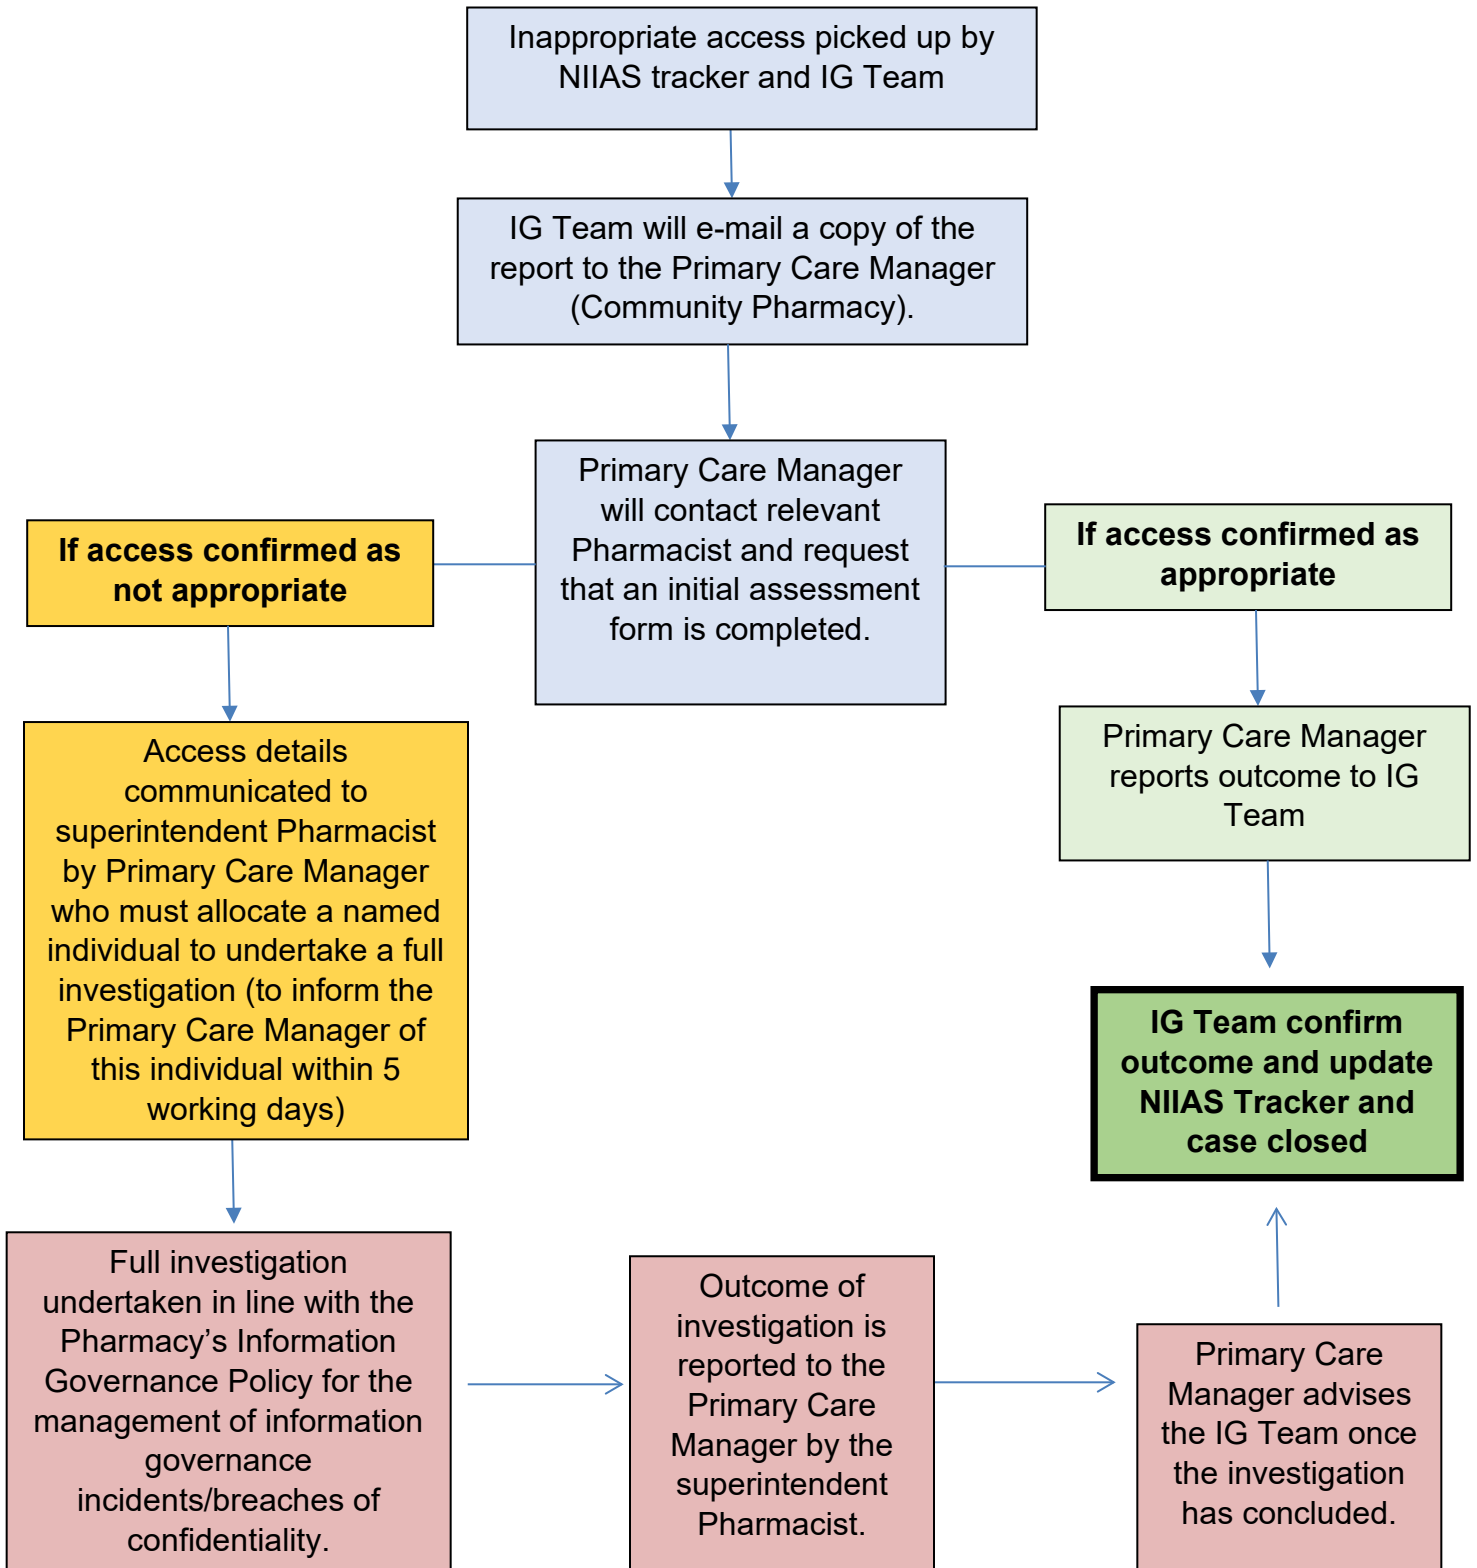 Inappropriate access picked up by
NIIAS tracker and IG Team
IG Team will e-mail a copy of the
report to the Primary Care Manager
(Community Pharmacy).
Primary Care Manager
will contact relevant
Pharmacist and request
that an initial assessment
form is completed.
If access confirmed as
not appropriate
If access confirmed as
appropriate
Access details
communicated to
superintendent Pharmacist
by Primary Care Manager
who must allocate a named
individual to undertake a full
investigation (to inform the
Primary Care Manager of
this individual within 5
working days)
Primary Care Manager
reports outcome to IG
Team
IG Team confirm
outcome and update
NIIAS Tracker and
case closed
Full investigation
undertaken in line with the
Pharmacy’s Information
Governance Policy for the
management of information
governance
incidents/breaches of
confidentiality.
Outcome of
investigation is
reported to the
Primary Care
Manager by the
superintendent
Pharmacist.
Primary Care
Manager advises
the IG Team once
the investigation
has concluded.